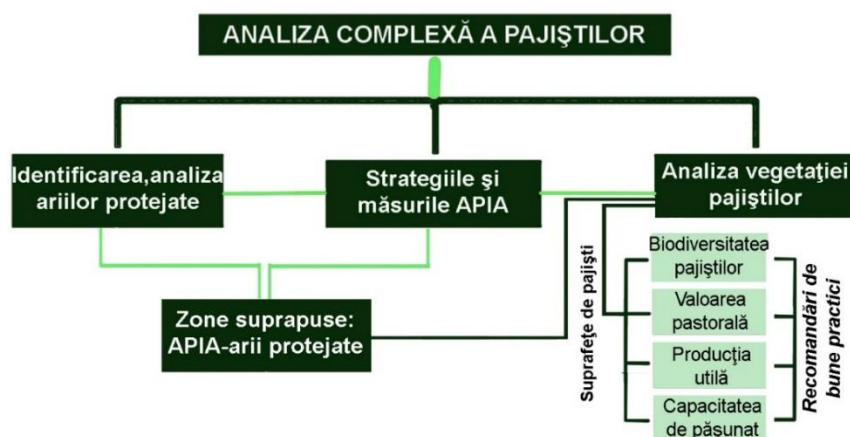 ANALIZA COMPLEXĂ A PAJIŞTILOR
Identificarea,analiza
ariilor protejate
Strategiile şi
măsurile APIA
Analiza vegetaţiei
pajiştilor
Zone suprapuse:
APIA-arii protejate
Suprafeţe de pajişti
Biodiversitatea
pajiştilor
Valoarea
pastorală
Producţia
utilă
Capacitatea
de păşunat
Recomandări de
bune practici